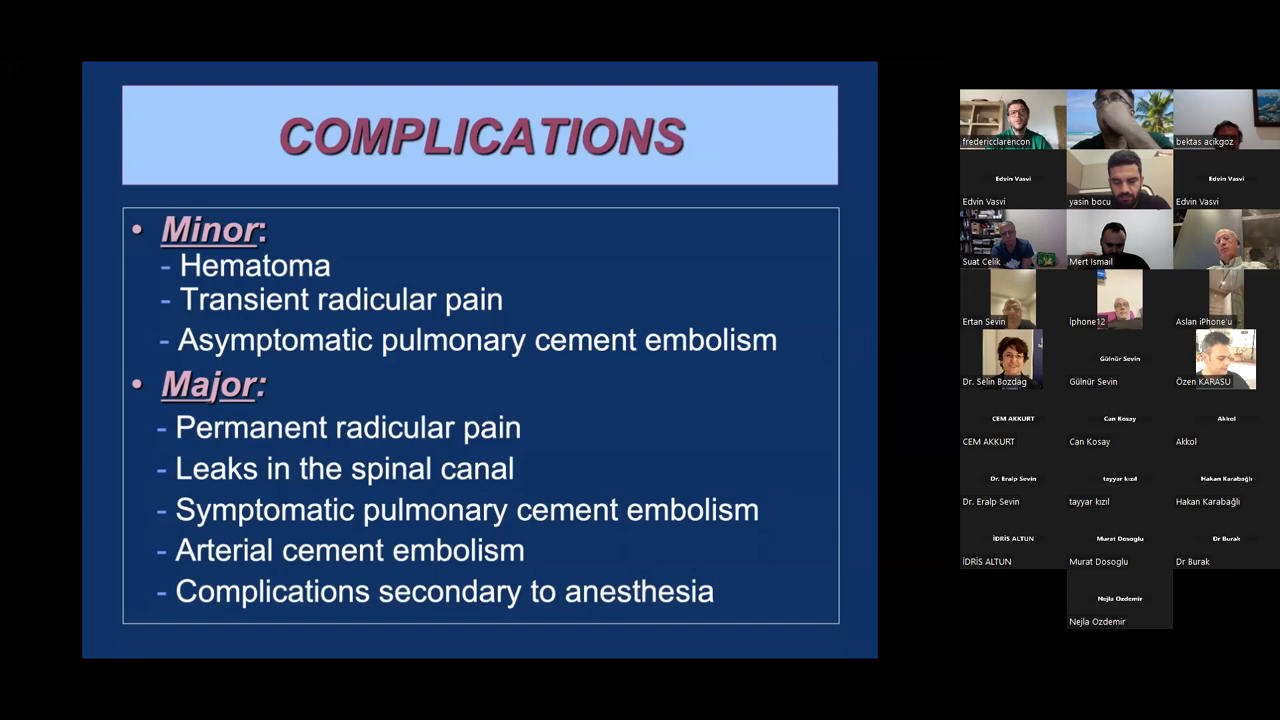 COMPLICATIONS
• Minor:
- Hematoma
- Transient radicular pain
- Asymptomatic pulmonary cement embolism
• Major:
- Permanent radicular pain
- Leaks in the spinal canal
- Symptomatic pulmonary cement embolism
- Arterial cement embolism
- Complications secondary to anesthesia
fredericclarencon
bektas acikgoz
Edvin Vasvi
Edvin Vasvi
Edvin Vasvi
yasin bocu
Edvin Vasvi
Suat Celik
Mert Ismail
Ertan Sevin
İphone12
Aslan iPhone'u
Gülnür Sevin
Dr. Selin Bozdag
Gülnür Sevin
Özen KARASU
CEM AKKURT
Can Kosay
Akkol
CEM AKKURT
Can Kosay
Akkol
Dr. Eralp Sevin
tayyar kızıl
Hakan Karabağlı
Dr. Eralp Sevin
tayyar kızıl
Hakan Karabağlı
İDRİS ALTUN
Murat Dosoglu
Dr Burak
İDRİS ALTUN
Murat Dosoglu
Dr Burak
Nejla Ozdemir
Nejla Ozdemir